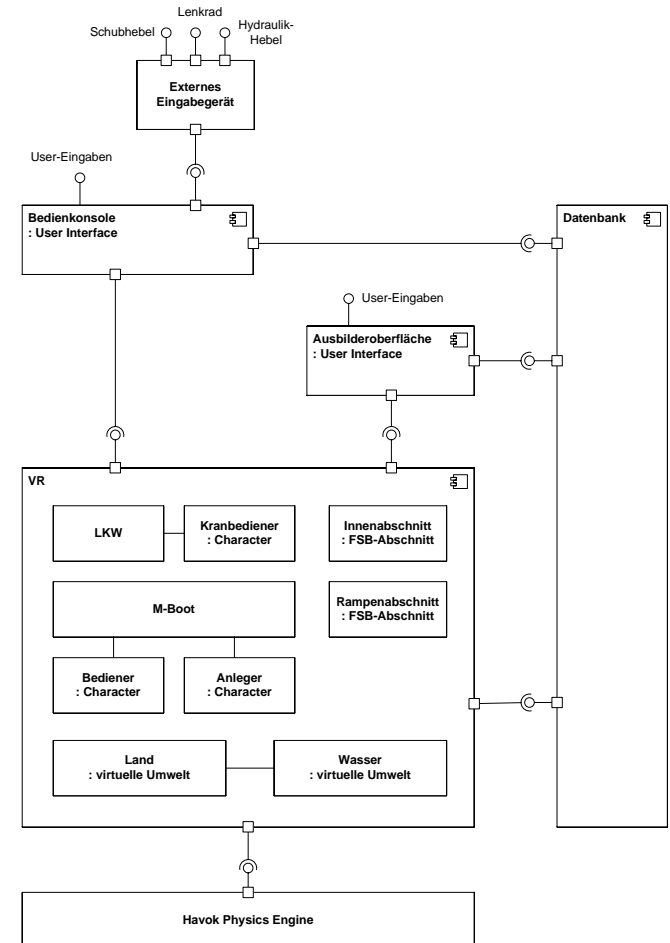 Lenkrad
Schubhebel
Hydraulik-
Hebel
Externes
Eingabegerät
User-Eingaben
Bedienkonsole
: User Interface
Datenbank
User-Eingaben
Ausbilderoberfläche
: User Interface
VR
LKW
Kranbediener
: Character
Innenabschnitt
: FSB-Abschnitt
M-Boot
Rampenabschnitt
: FSB-Abschnitt
Bediener
: Character
Anleger
: Character
Land
: virtuelle Umwelt
Wasser
: virtuelle Umwelt
Havok Physics Engine